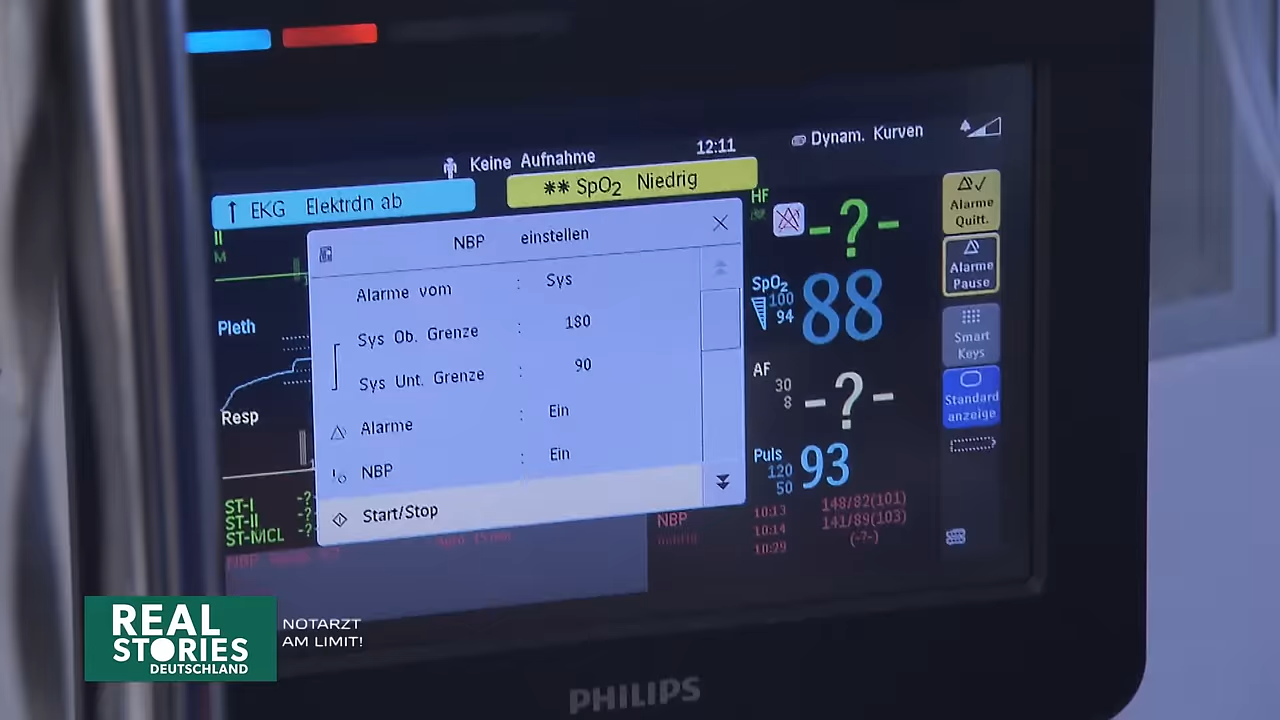 12:11
Dynam. Kurven
Keine Aufnahme
EKG Elektrdn ab
** SpO2 Niedrig
HF
-?-
Alarme Quitt.
II
M
NBP einstellen
Alarme vom : Sys
Sys Ob. Grenze : 180
Sys Unt. Grenze : 90
Alarme : Ein
NBP : Ein
Start/Stop
Alarme Pause
SpO2
100
94
88
Pleth
Smart Keys
AF
30
8
-?-
Standard anzeige
Resp
Puls
120
50
93
ST-I -?
ST-II -?
ST-MCL -?
NBP
10:13 148/82(101)
10:14 141/89(103)
10:29 (-?-)
REAL STORIES DEUTSCHLAND
NOTARZT
AM LIMIT!
PHILIPS